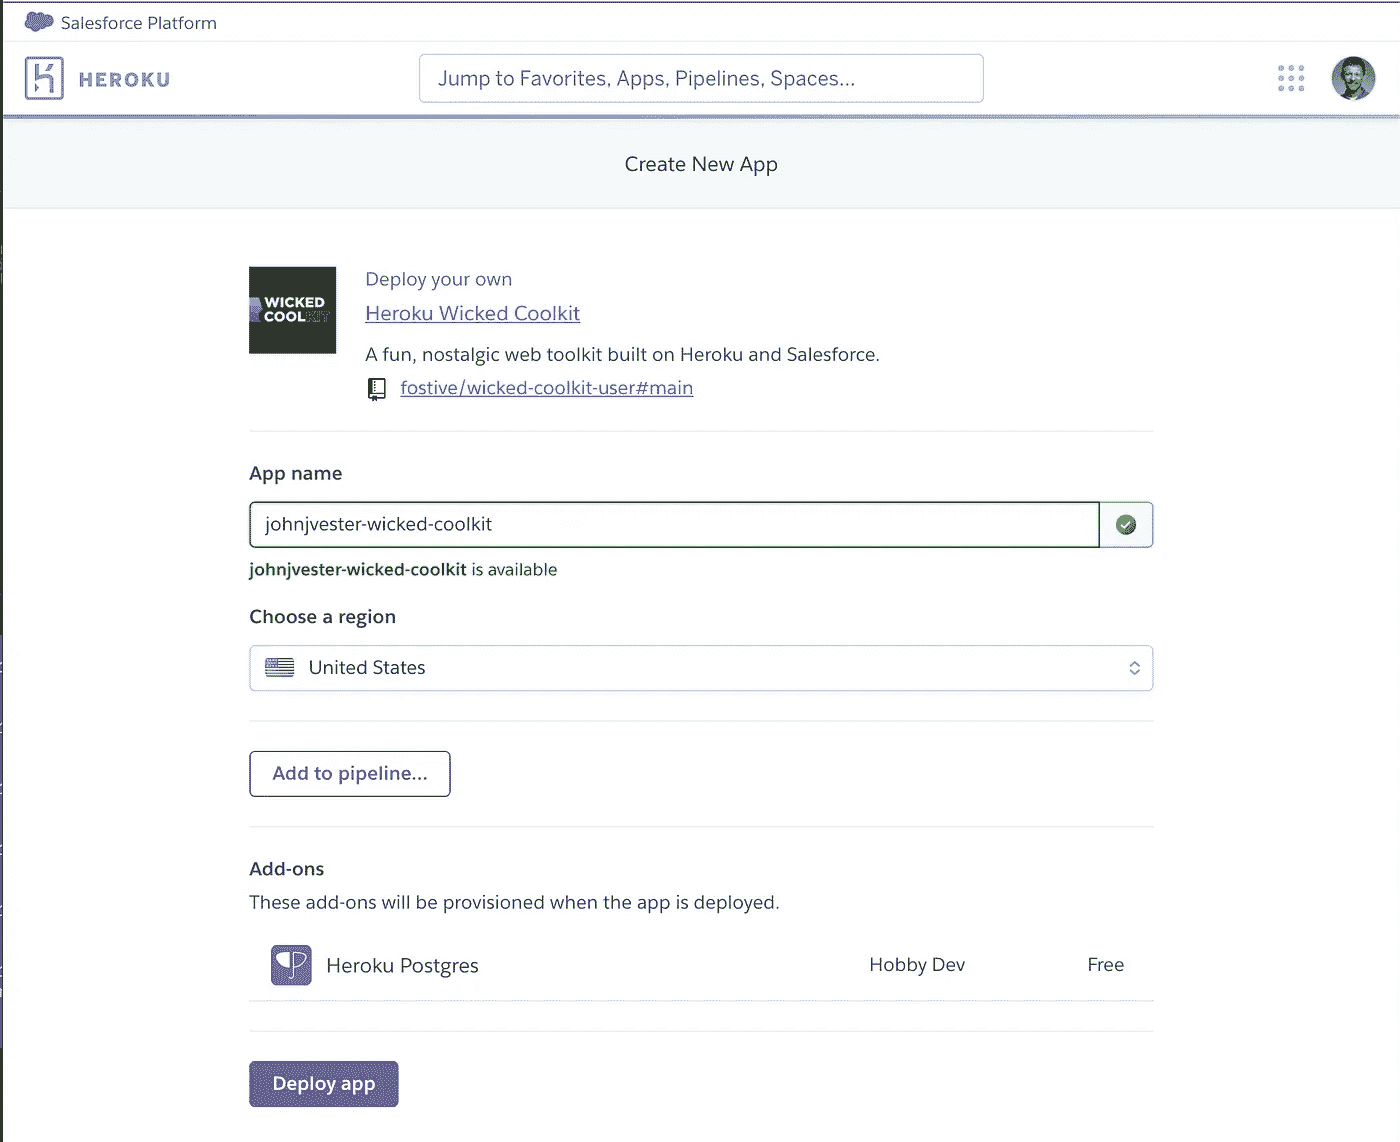 Salesforce Platform
HEROKU
Jump to Favorites, Apps, Pipelines, Spaces...
Create New App
WICKED
COOLKIT
Deploy your own
Heroku Wicked Coolkit
A fun, nostalgic web toolkit built on Heroku and Salesforce.
fostive/wicked-coolkit-user#main
App name
johnjvester-wicked-coolkit
johnjvester-wicked-coolkit is available
Choose a region
United States
Add to pipeline...
Add-ons
These add-ons will be provisioned when the app is deployed.
Heroku Postgres Hobby Dev Free
Deploy app